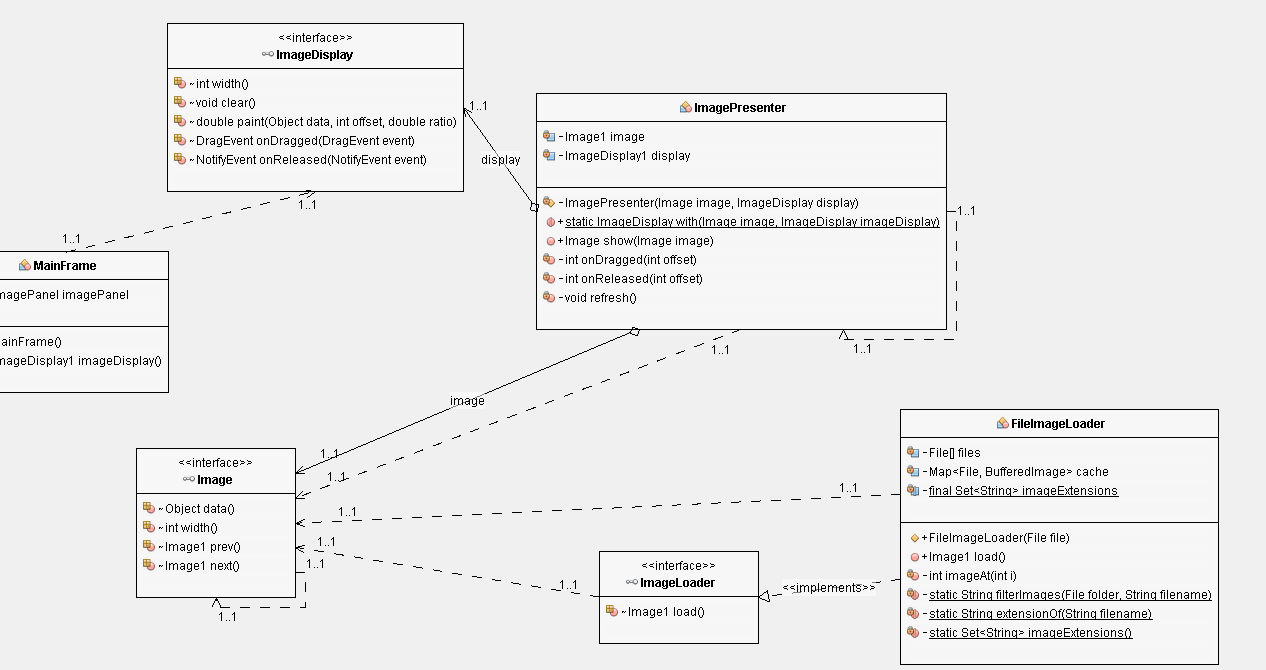 <<interface>>
ImageDisplay
~int width()
~void clear()
~double paint(Object data, int offset, double ratio)
~DragEvent onDragged(DragEvent event)
~NotifyEvent onReleased(NotifyEvent event)
1..1
display
1..1
1..1
ImagePresenter
-Image1 image
-ImageDisplay1 display
-ImagePresenter(Image image, ImageDisplay display)
+static ImageDisplay with(Image image, ImageDisplay imageDisplay)
+Image show(Image image)
-int onDragged(int offset)
-int onReleased(int offset)
-void refresh()
1..1
1..1
1..1
MainFrame
magePanel imagePanel
ainFrame()
mageDisplay1 imageDisplay()
image
1..1
1..1
<<interface>>
Image
~Object data()
~int width()
~Image1 prev()
~Image1 next()
1..1
1..1
1..1
1..1
1..1
1..1
<<interface>>
ImageLoader
~Image1 load()
<<implements>>
FileImageLoader
-File[] files
-Map<File, BufferedImage> cache
-final Set<String> imageExtensions
+FileImageLoader(File file)
+Image1 load()
-int imageAt(int i)
-static String filterImages(File folder, String filename)
-static String extensionOf(String filename)
-static Set<String> imageExtensions()